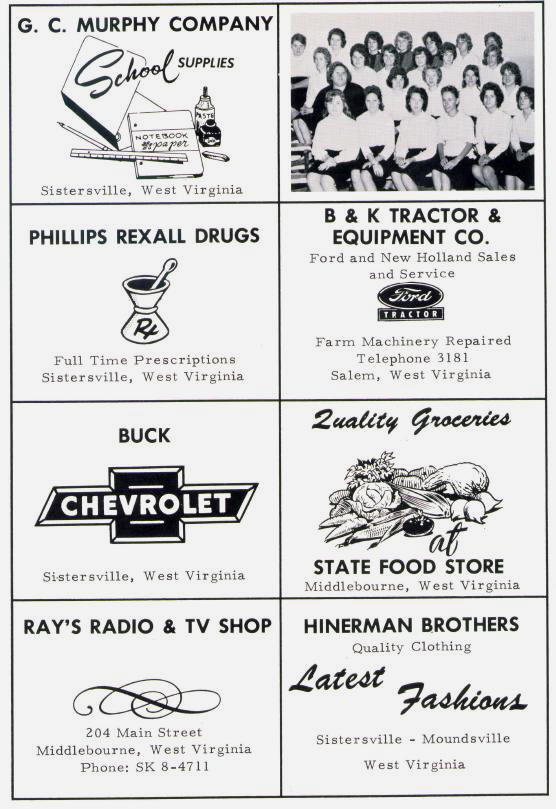 G. C. MURPHY COMPANY
School SUPPLIES
PASTE
NOTEBOOK
paper
Sistersville, West Virginia
PHILLIPS REXALL DRUGS
Rx
Full Time Prescriptions
Sistersville, West Virginia
B & K TRACTOR &
EQUIPMENT CO.
Ford and New Holland Sales
and Service
Ford
TRACTOR
Farm Machinery Repaired
Telephone 3181
Salem, West Virginia
BUCK
CHEVROLET
Sistersville, West Virginia
Quality Groceries
at
STATE FOOD STORE
Middlebourne, West Virginia
RAY'S RADIO & TV SHOP
204 Main Street
Middlebourne, West Virginia
Phone: SK 8-4711
HINERMAN BROTHERS
Quality Clothing
Latest
Fashions
Sistersville - Moundsville
West Virginia